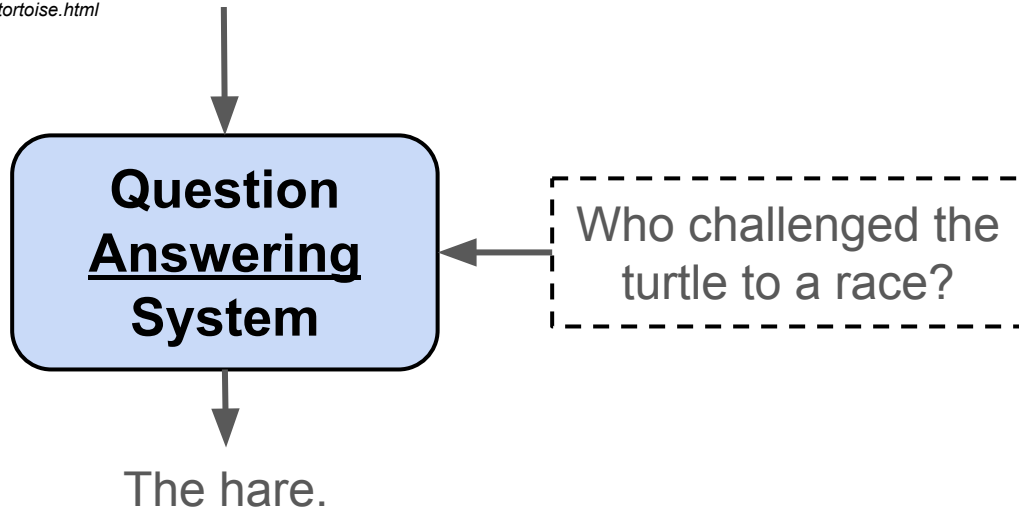 tortoise.html
Question
Answering
System
Who challenged the
turtle to a race?
The hare.